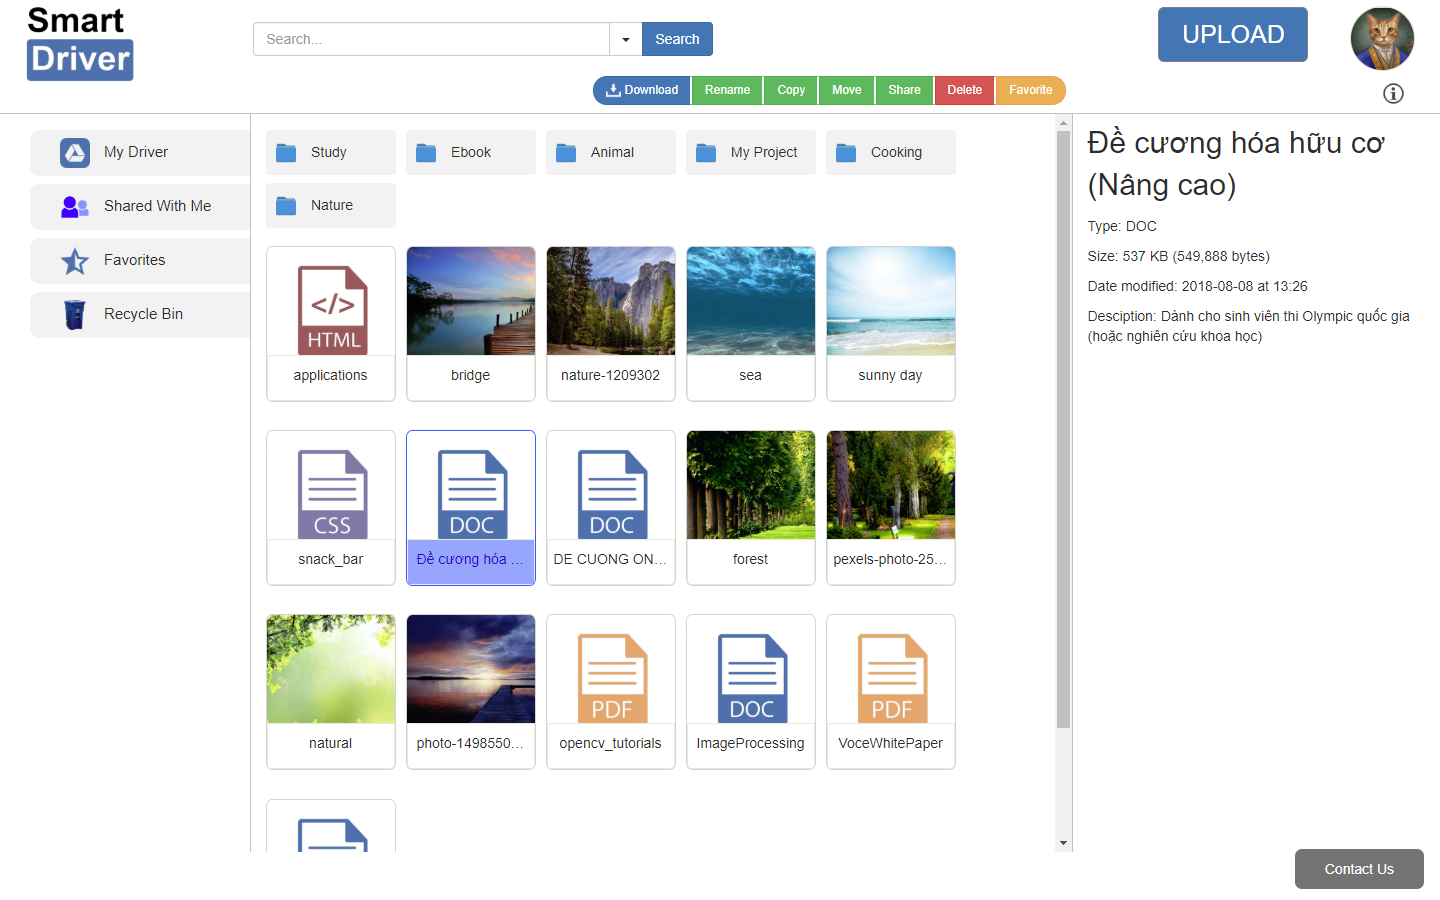 Smart
Driver
Search...
Search
UPLOAD
Download
Rename
Copy
Move
Share
Delete
Favorite
My Driver
Shared With Me
Favorites
Recycle Bin
Study
Ebook
Animal
My Project
Cooking
Nature
HTML
applications
bridge
nature-1209302
sea
sunny day
CSS
snack_bar
DOC
Đề cương hóa ...
DOC
DE CUONG ON...
forest
pexels-photo-25...
natural
photo-1498550...
PDF
opencv_tutorials
DOC
ImageProcessing
PDF
VoceWhitePaper
Đề cương hóa hữu cơ
(Nâng cao)
Type: DOC
Size: 537 KB (549,888 bytes)
Date modified: 2018-08-08 at 13:26
Desciption: Dành cho sinh viên thi Olympic quốc gia
(hoặc nghiên cứu khoa học)
Contact Us